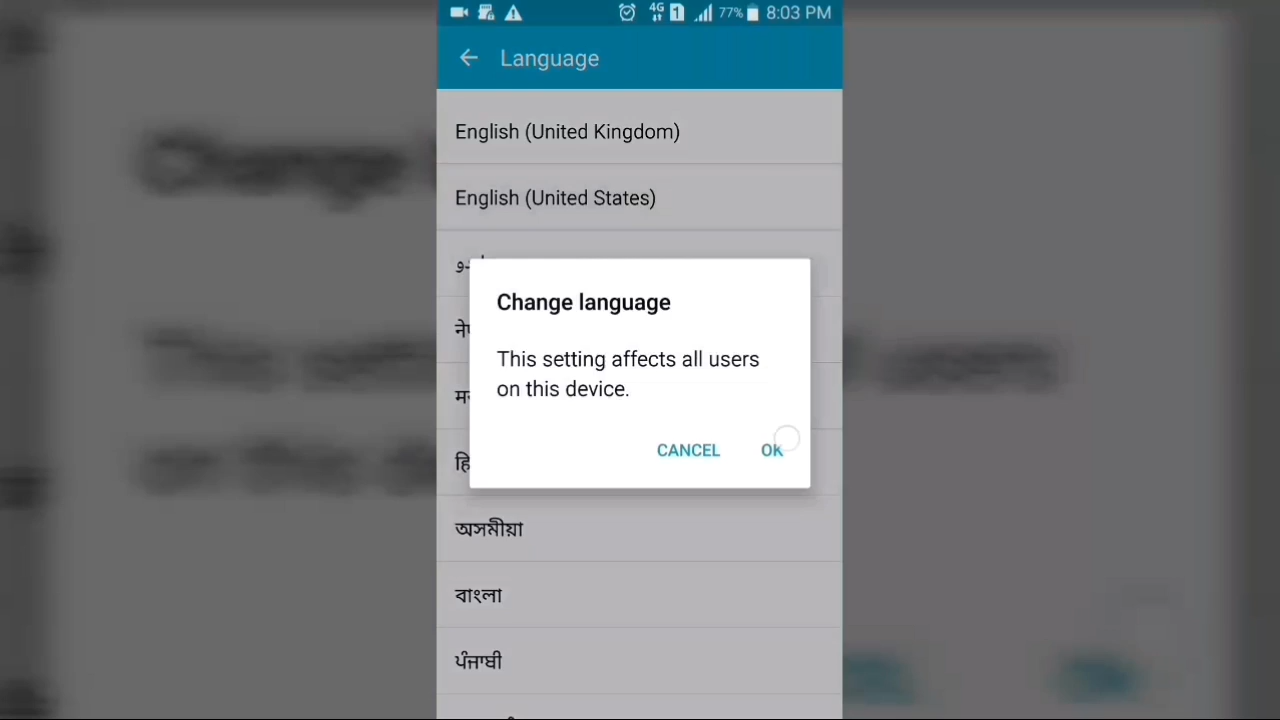 4G 1 77% 8:03 PM
Language
English (United Kingdom)
English (United States)
Change language
This setting affects all users
on this device.
CANCEL OK
অসমীয়া
বাংলা
ਪੰਜਾਬੀ